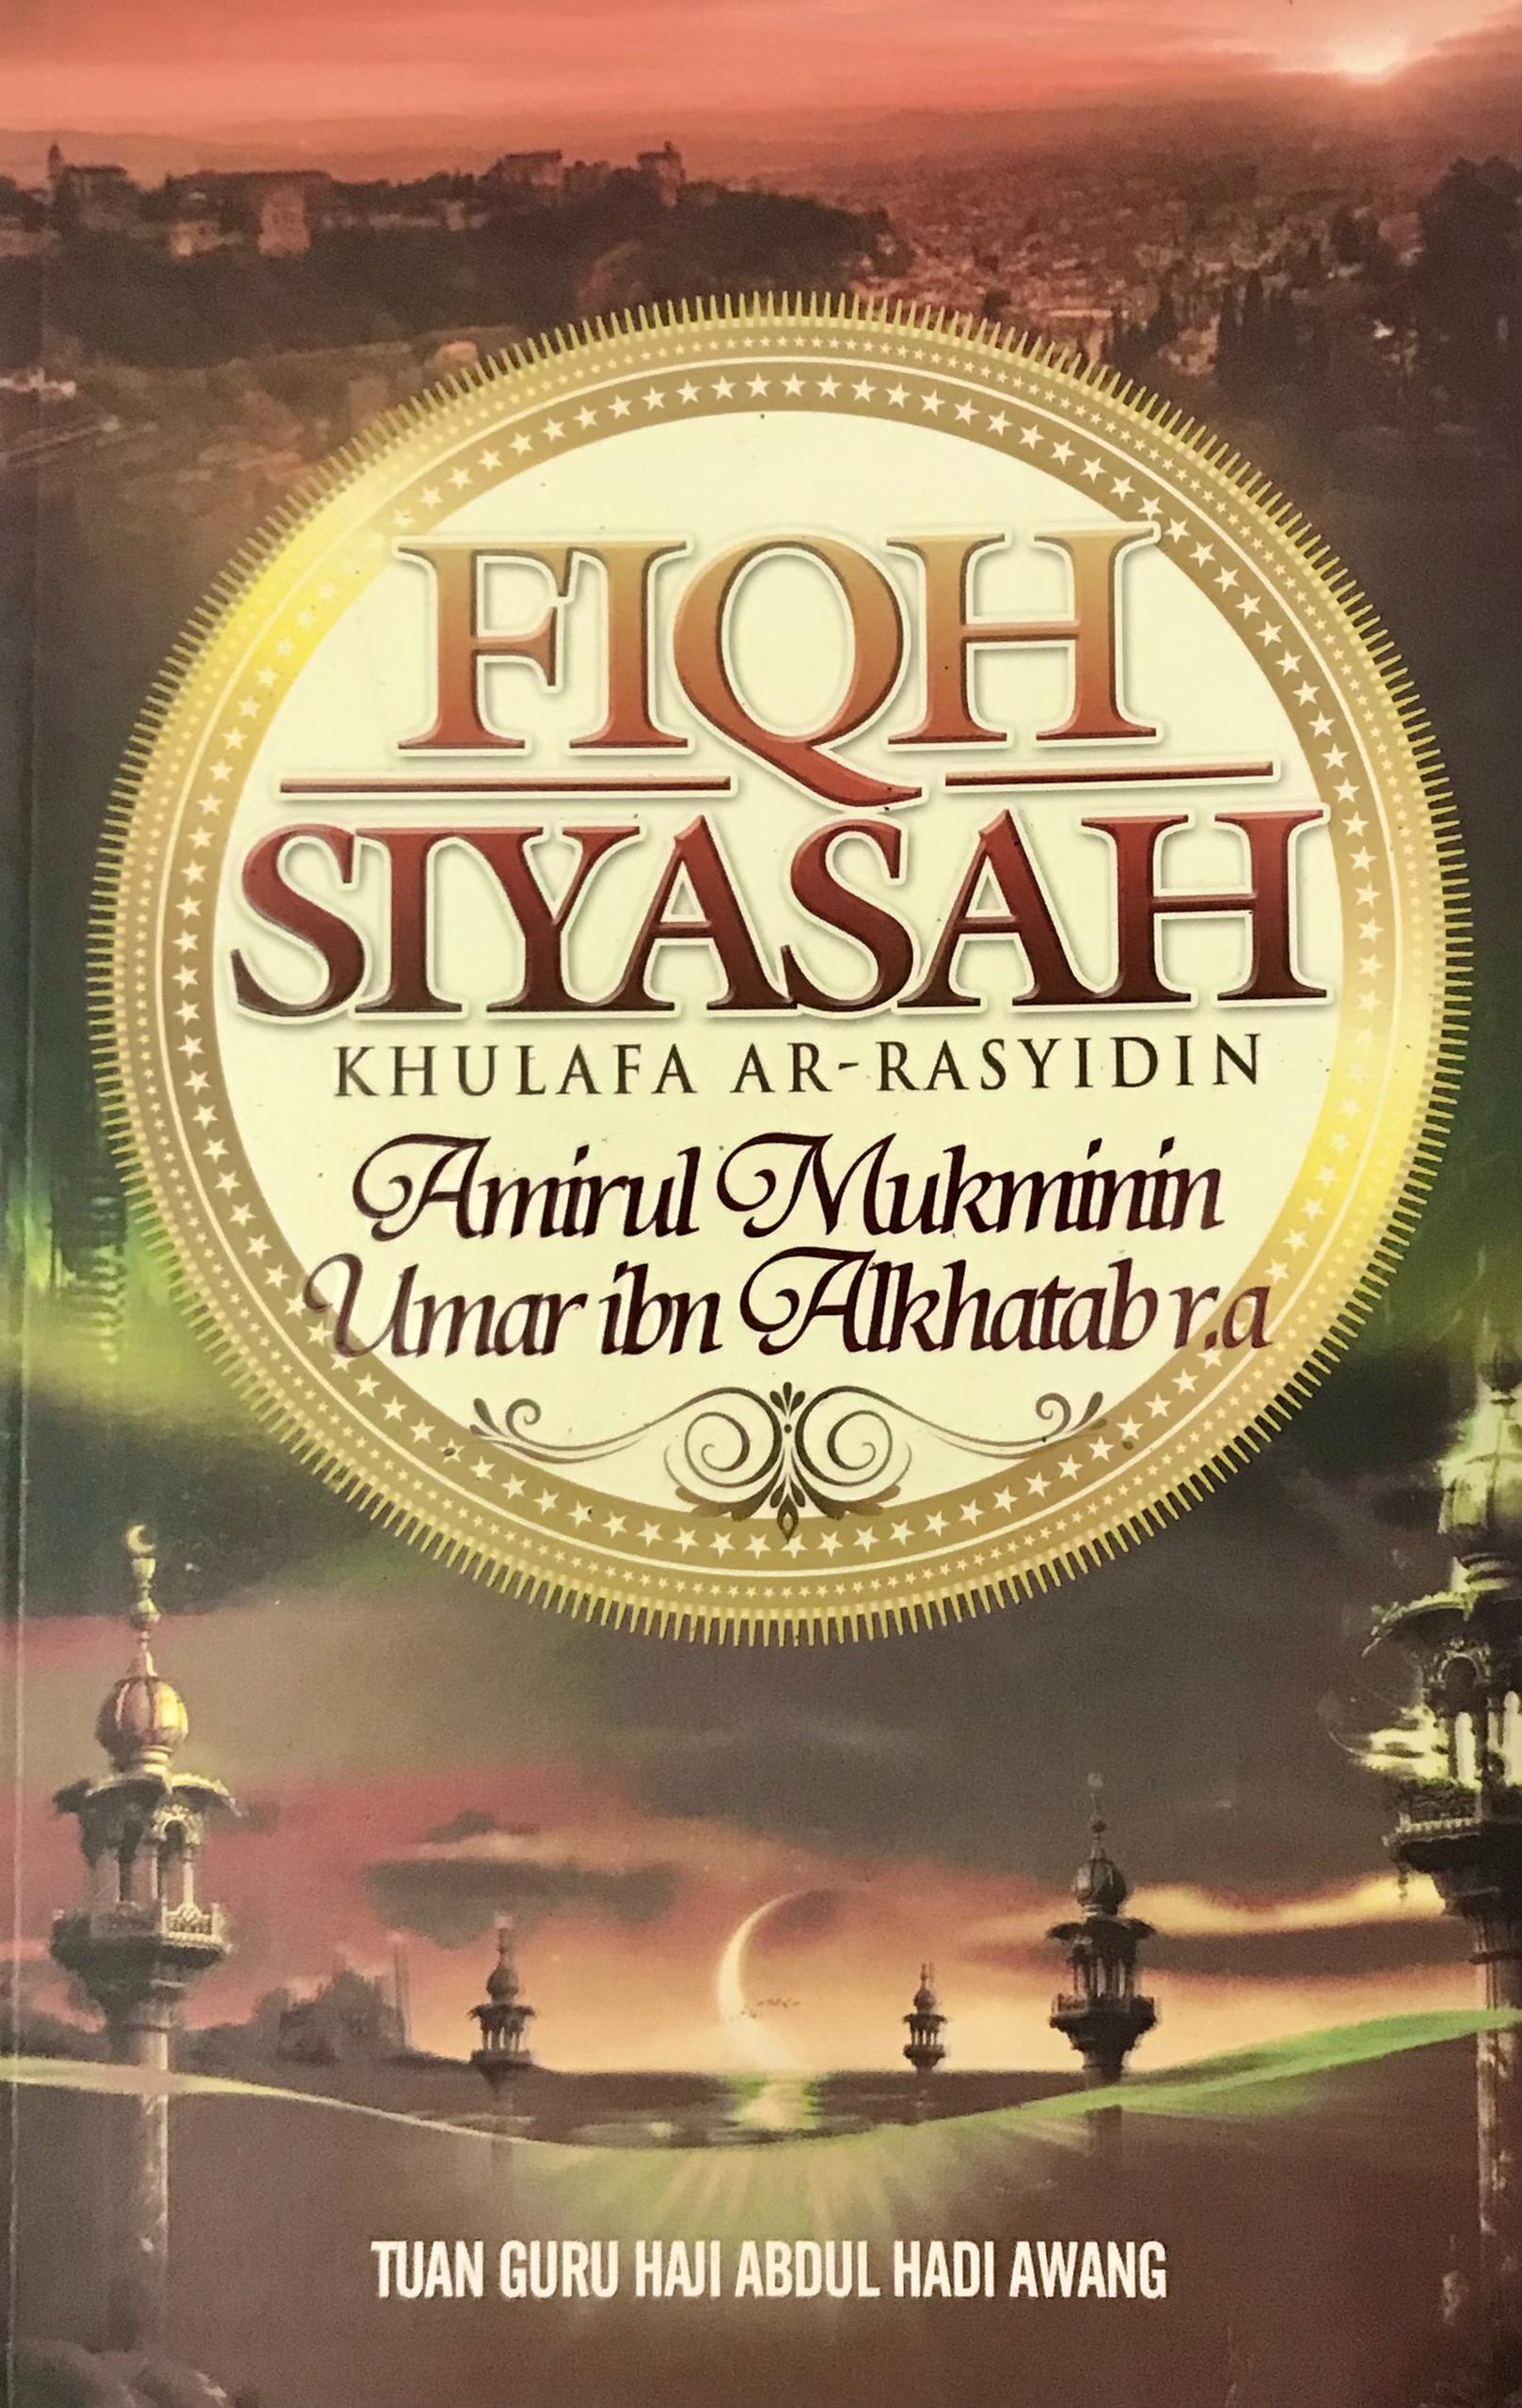 FIQH
SIYASAH
KHULAFA AR-RASYIDIN
Amirul Mukminin
Umar ibn Alkhatab r.a
TUAN GURU HAJI ABDUL HADI AWANG